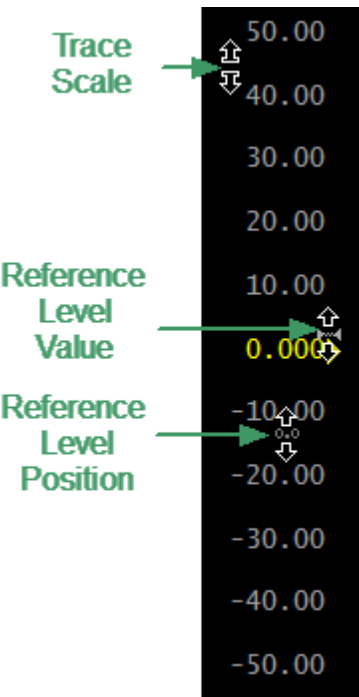 50.00
Trace
Scale
40.00
30.00
20.00
Reference
Level
Value
10.00
0.000
Reference
Level
Position
-10.00
-20.00
-30.00
-40.00
-50.00